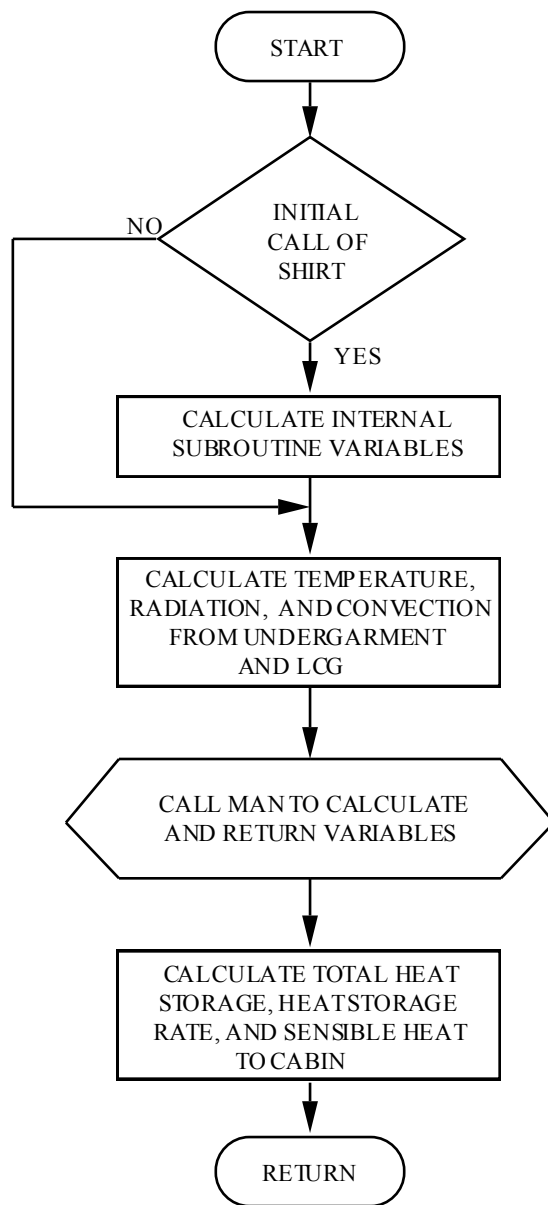 START
INITIAL
CALL OF
SHIRT
NO
YES
CALCULATE INTERNAL
SUBROUTINE VARIABLES
CALCULATE TEMPERATURE,
RADIATION, AND CONVECTION
FROM UNDERGARMENT
AND LCG
CALL MAN TO CALCULATE
AND RETURN VARIABLES
CALCULATE TOTAL HEAT
STORAGE, HEAT STORAGE
RATE, AND SENSIBLE HEAT
TO CABIN
RETURN